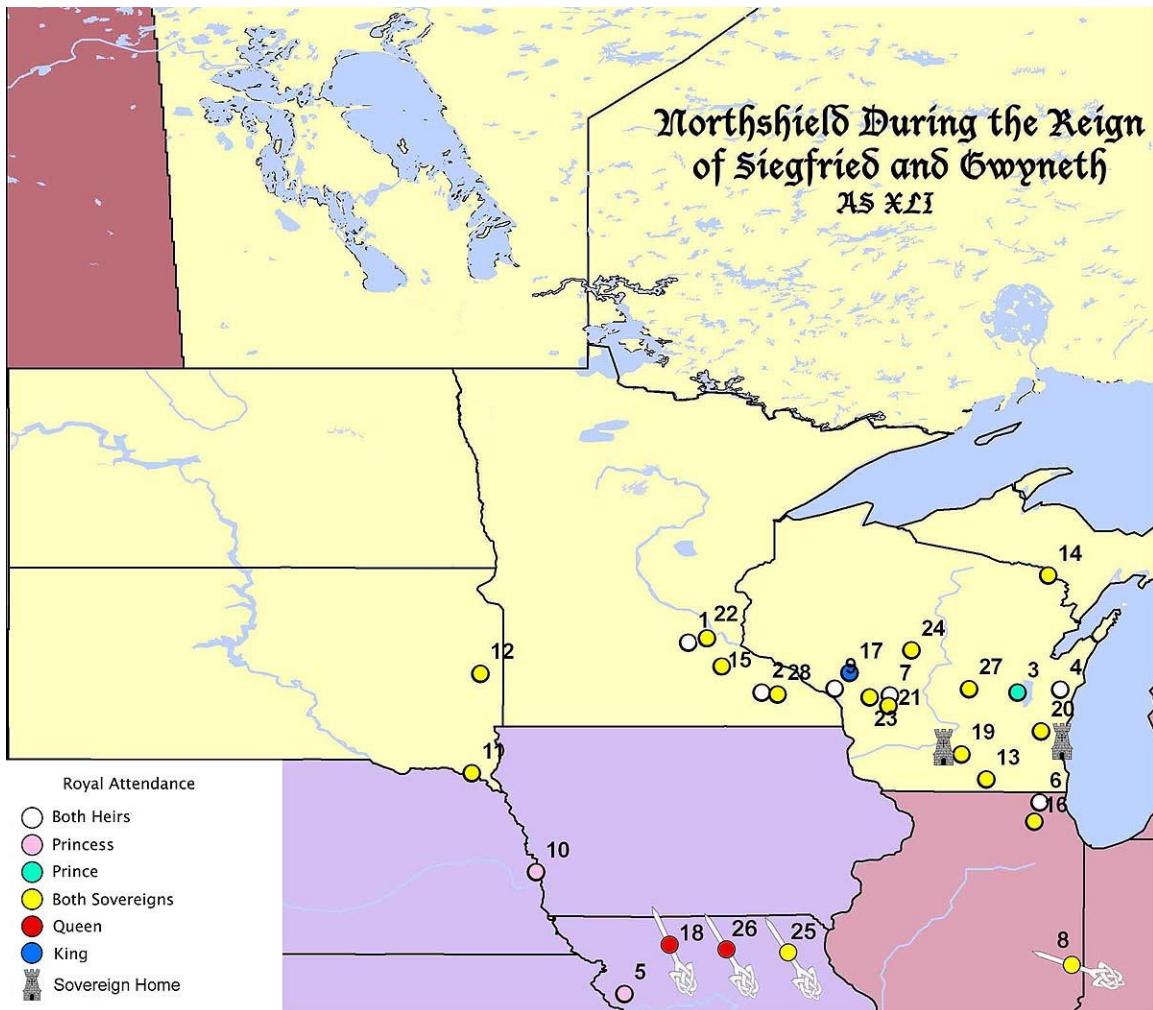 Northshield During the Reign
of Siegfried and Gwyneth
AS XLI
14
1
22
24
12
15
17
9
7
27
3
4
2
28
21
20
23
19
13
11
6
16
10
18
26
25
8
5
Royal Attendance
Both Heirs
Princess
Prince
Both Sovereigns
Queen
King
Sovereign Home